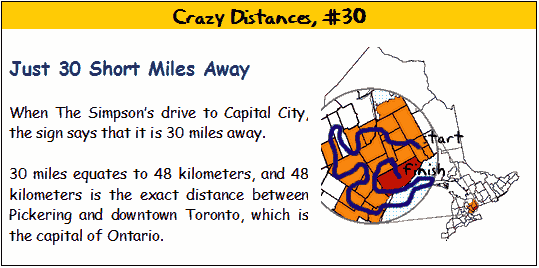 Crazy Distances, #30
Just 30 Short Miles Away
When The Simpson's drive to Capital City,
the sign says that it is 30 miles away.
30 miles equates to 48 kilometers, and 48
kilometers is the exact distance between
Pickering and downtown Toronto, which is
the capital of Ontario.
tart
Finish